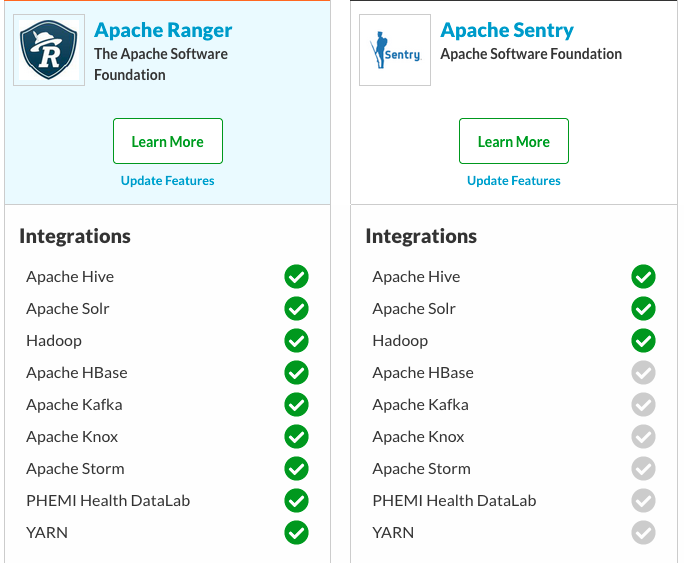 Apache Ranger
The Apache Software
Foundation
Learn More
Update Features
Integrations
Apache Hive
Apache Solr
Hadoop
Apache HBase
Apache Kafka
Apache Knox
Apache Storm
PHEMI Health DataLab
YARN
Sentry
Apache Sentry
Apache Software Foundation
Learn More
Update Features
Integrations
Apache Hive
Apache Solr
Hadoop
Apache HBase
Apache Kafka
Apache Knox
Apache Storm
PHEMI Health DataLab
YARN